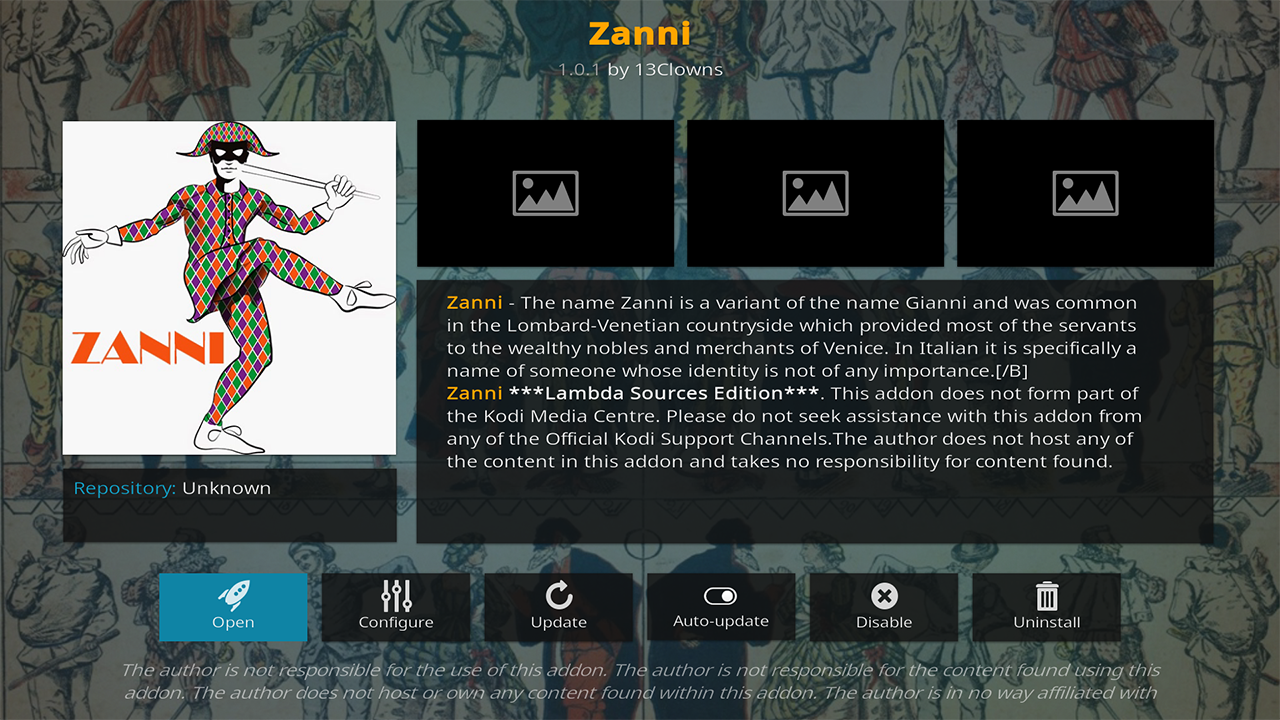 Zanni
1.0.1 by 13Clowns
ZANNI
Zanni - The name Zanni is a variant of the name Gianni and was common
in the Lombard-Venetian countryside which provided most of the servants
to the wealthy nobles and merchants of Venice. In Italian it is specifically a
name of someone whose identity is not of any importance.[/B]
Zanni ***Lambda Sources Edition***. This addon does not form part of
the Kodi Media Centre. Please do not seek assistance with this addon from
any of the Official Kodi Support Channels.The author does not host any of
the content in this addon and takes no responsibility for content found.
Repository: Unknown
Open
Configure
Update
Auto-update
Disable
Uninstall
The author is not responsible for the use of this addon. The author is not responsible for the content found using this
addon. The author does not host or own any content found within this addon. The author is in no way affiliated with